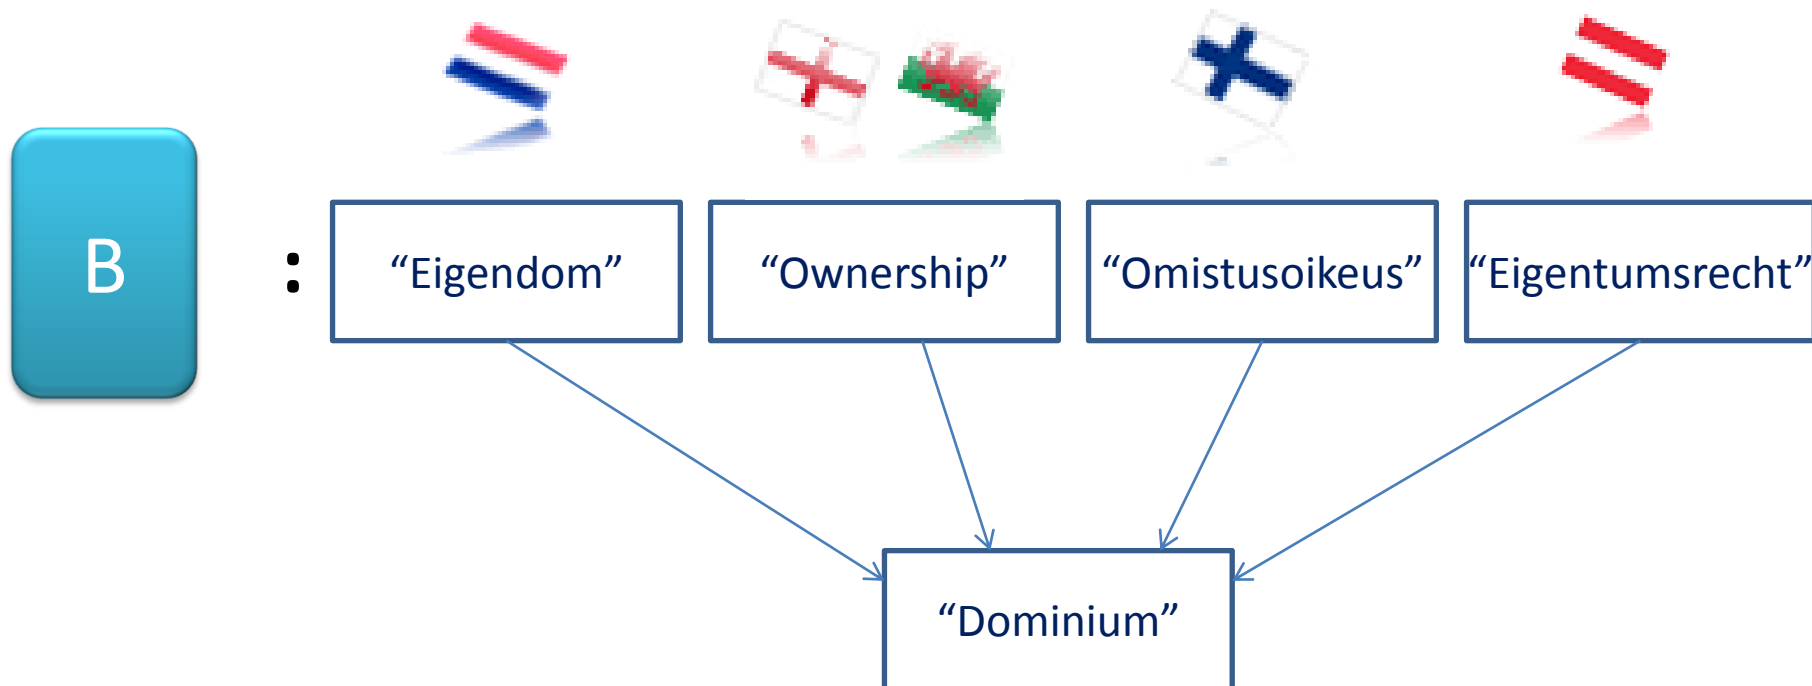 B : “Eigendom” “Ownership” “Omistusoikeus” “Eigentumsrecht”
“Dominium”